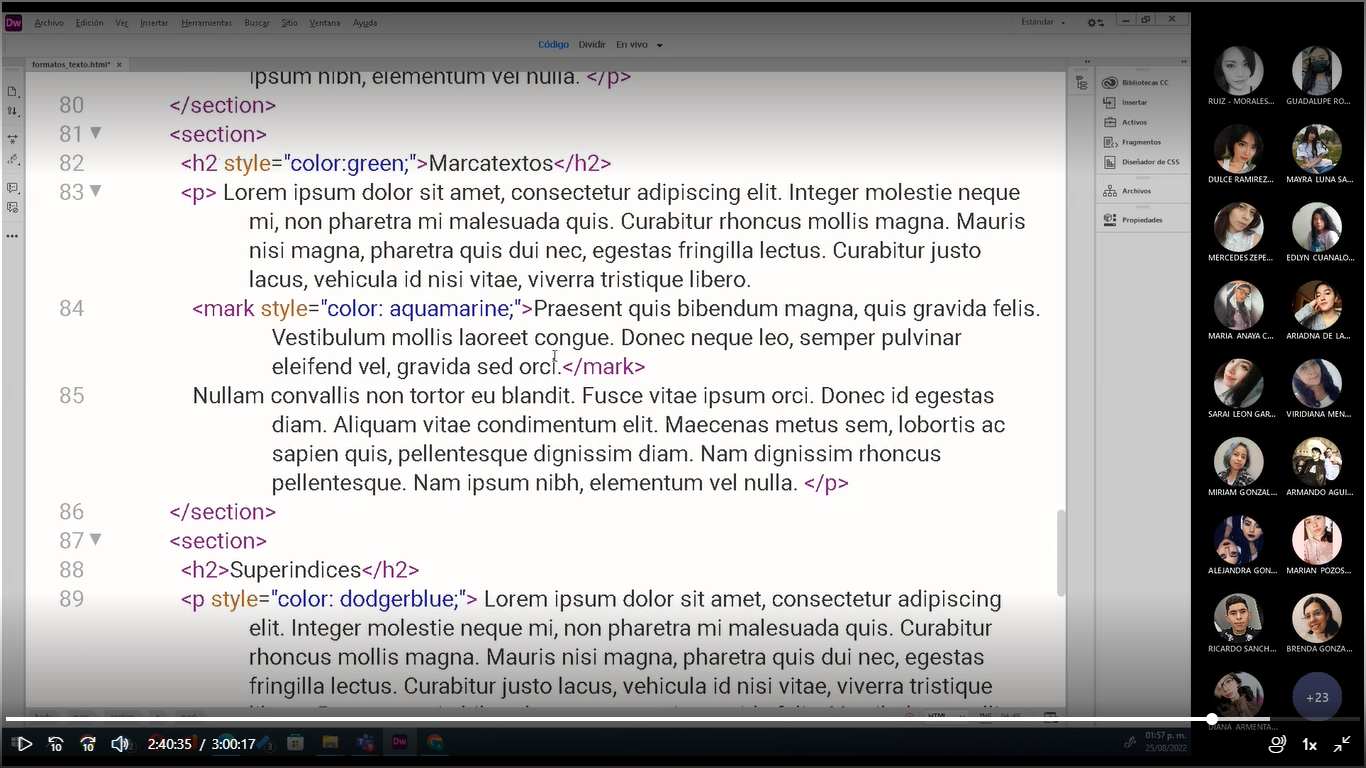 Dw Archivo Edición Ver Insertar Herramientas Buscar Sitio Ventana Ayuda Estándar
Código Dividir En vivo
formatos_texto.html*
ipsum nibh, elementum vel nulla. </p>
80 </section>
81 <section>
82 <h2 style="color:green;">Marcatextos</h2>
83 <p> Lorem ipsum dolor sit amet, consectetur adipiscing elit. Integer molestie neque
mi, non pharetra mi malesuada quis. Curabitur rhoncus mollis magna. Mauris
nisi magna, pharetra quis dui nec, egestas fringilla lectus. Curabitur justo
lacus, vehicula id nisi vitae, viverra tristique libero.
84 <mark style="color: aquamarine;">Praesent quis bibendum magna, quis gravida felis.
Vestibulum mollis laoreet congue. Donec neque leo, semper pulvinar
eleifend vel, gravida sed orci.</mark>
85 Nullam convallis non tortor eu blandit. Fusce vitae ipsum orci. Donec id egestas
diam. Aliquam vitae condimentum elit. Maecenas metus sem, lobortis ac
sapien quis, pellentesque dignissim diam. Nam dignissim rhoncus
pellentesque. Nam ipsum nibh, elementum vel nulla. </p>
86 </section>
87 <section>
88 <h2>Superindices</h2>
89 <p style="color: dodgerblue;"> Lorem ipsum dolor sit amet, consectetur adipiscing
elit. Integer molestie neque mi, non pharetra mi malesuada quis. Curabitur
rhoncus mollis magna. Mauris nisi magna, pharetra quis dui nec, egestas
fringilla lectus. Curabitur justo lacus, vehicula id nisi vitae, viverra tristique
Bibliotecas CC
Insertar
Activos
Fragmentos
Diseñador de CSS
Archivos
Propiedades
RUIZ - MORALES... GUADALUPE RO...
DULCE RAMIREZ... MAYRA LUNA SA...
MERCEDES ZEPE... EDLYN CUANALO...
MARIA ANAYA C... ARIADNA DE LA...
SARAI LEON GAR... VIRIDIANA MEN...
MIRIAM GONZAL... ARMANDO AGUI...
ALEJANDRA GON... MARIAN POZOS...
RICARDO SANCH... BRENDA GONZA...
DIANA ARMENTA... +23
HTML INS
10 10 2:40:35 / 3:00:17 Dw 01:57 p. m. 1x
25/08/2022